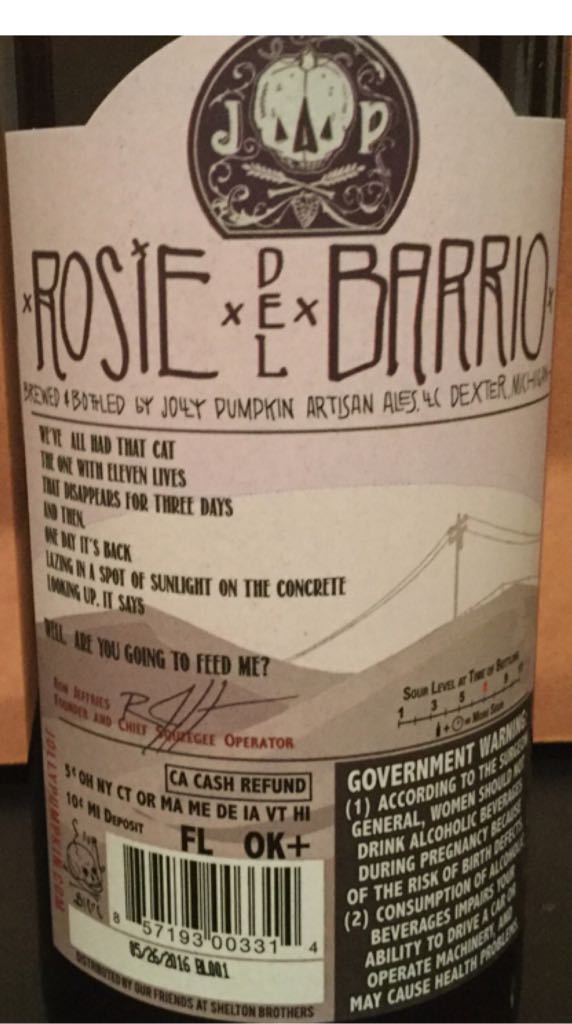 J P
ROSIE DEL BARRIO
BREWED & BOTTLED BY JOLLY PUMPKIN ARTISAN ALES, LLC DEXTER, MICHIGAN
WE'VE ALL HAD THAT CAT
THE ONE WITH ELEVEN LIVES
THAT DISAPPEARS FOR THREE DAYS
AND THEN,
ONE DAY IT'S BACK
LAZING IN A SPOT OF SUNLIGHT ON THE CONCRETE
LOOKING UP, IT SAYS
WELL, ARE YOU GOING TO FEED ME?
RON JEFFRIES
FOUNDER AND CHIEF SQUEEGEE OPERATOR
SOUR LEVEL AT TIME OF BOTTLING
1 3 5 7 9
+ = MORE SOUR
JOLLYPUMPKIN.COM
CA CASH REFUND
5¢ OH NY CT OR MA ME DE IA VT HI
10¢ MI DEPOSIT
FL OK+
8 57193 00331 4
05/26/2016 BL001
DISTRIBUTED BY OUR FRIENDS AT SHELTON BROTHERS
GOVERNMENT WARNING
(1) ACCORDING TO THE SURGEON
GENERAL, WOMEN SHOULD NOT
DRINK ALCOHOLIC BEVERAGES
DURING PREGNANCY BECAUSE
OF THE RISK OF BIRTH DEFECTS.
(2) CONSUMPTION OF ALCOHOLIC
BEVERAGES IMPAIRS YOUR
ABILITY TO DRIVE A CAR OR
OPERATE MACHINERY, AND
MAY CAUSE HEALTH PROBLEMS